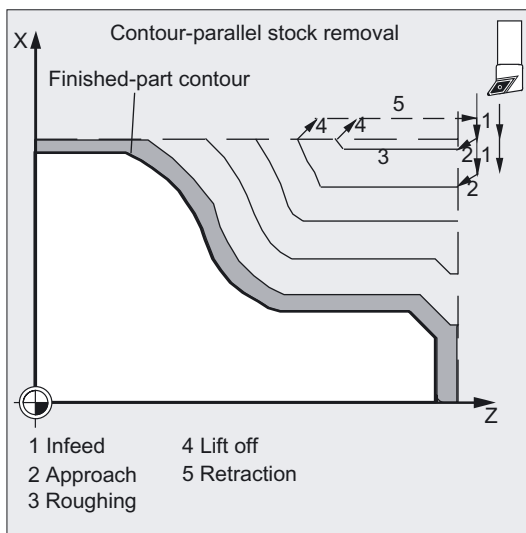 Contour-parallel stock removal
X
Finished-part contour
5
4 4 1
3 2 1
2
Z
1 Infeed
2 Approach
3 Roughing
4 Lift off
5 Retraction